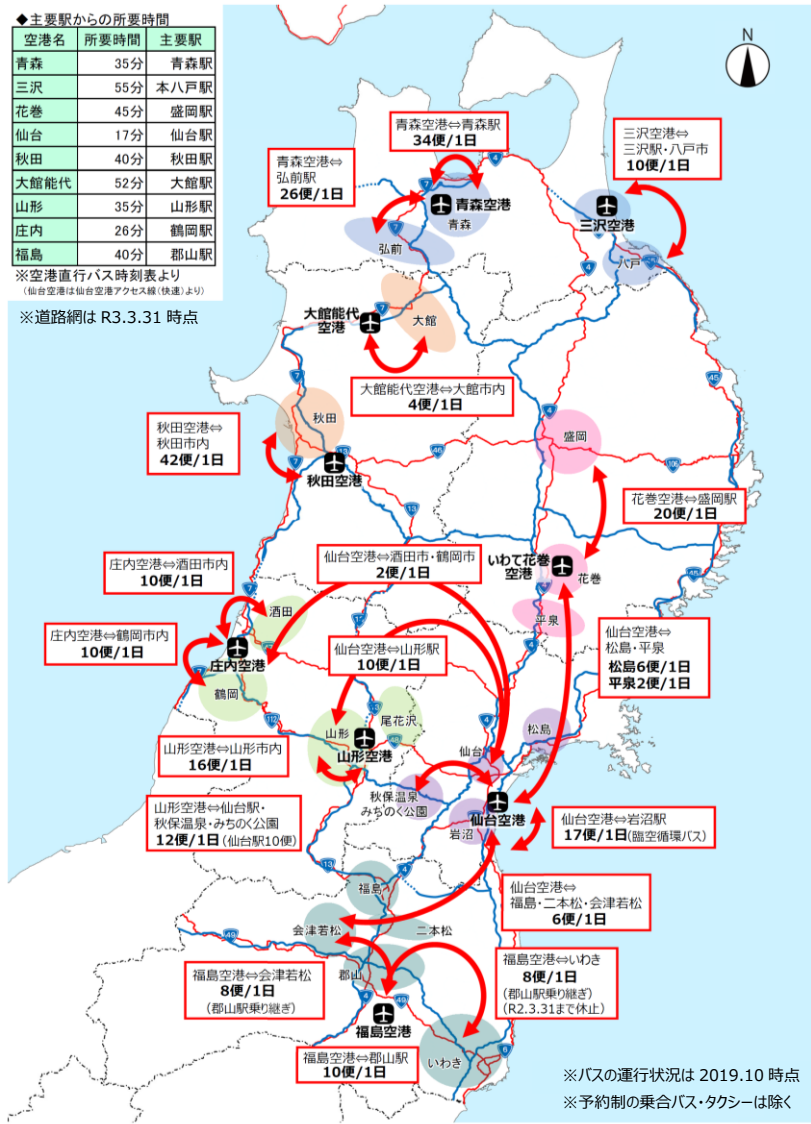 ◆主要駅からの所要時間
空港名 所要時間 主要駅
青森 35分 青森駅
三沢 55分 本八戸駅
花巻 45分 盛岡駅
仙台 17分 仙台駅
秋田 40分 秋田駅
大館能代 52分 大館駅
山形 35分 山形駅
庄内 26分 鶴岡駅
福島 40分 郡山駅
※空港直行バス時刻表より
（仙台空港は仙台空港アクセス線（快速）より）
※道路網は R3.3.31 時点
N
青森空港⇔青森駅
34便/1日
青森空港⇔
弘前駅
26便/1日
三沢空港⇔
三沢駅・八戸市
10便/1日
4
7
青森空港
青森
三沢空港
7
弘前
八戸
4
大館能代
空港
7
大館
7
45
大館能代空港⇔大館市内
4便/1日
4
秋田
盛岡
秋田空港⇔
秋田市内
42便/1日
13
46
7
秋田空港
13
花巻空港⇔盛岡駅
20便/1日
仙台空港⇔酒田市・鶴岡市
2便/1日
いわて花巻
空港
花巻
庄内空港⇔酒田市内
10便/1日
7
酒田
平泉
庄内空港⇔鶴岡市内
10便/1日
庄内空港
仙台空港⇔山形駅
10便/1日
4
仙台空港⇔
松島・平泉
松島6便/1日
平泉2便/1日
鶴岡
112
尾花沢
山形
48
4
松島
山形空港
山形空港⇔山形市内
16便/1日
仙台
秋保温泉
みちのく公園
仙台空港
山形空港⇔仙台駅・
秋保温泉・みちのく公園
12便/1日（仙台駅10便）
岩沼
仙台空港⇔岩沼駅
17便/1日（臨空循環バス）
13
4
福島
仙台空港⇔
福島・二本松・会津若松
6便/1日
49
会津若松
二本松
福島空港⇔会津若松
8便/1日
（郡山駅乗り継ぎ）
郡山
福島空港⇔いわき
8便/1日
（郡山駅乗り継ぎ）
（R2.3.31まで休止）
4
49
福島空港
福島空港⇔郡山駅
10便/1日
いわき
6
※バスの運行状況は 2019.10 時点
※予約制の乗合バス・タクシーは除く